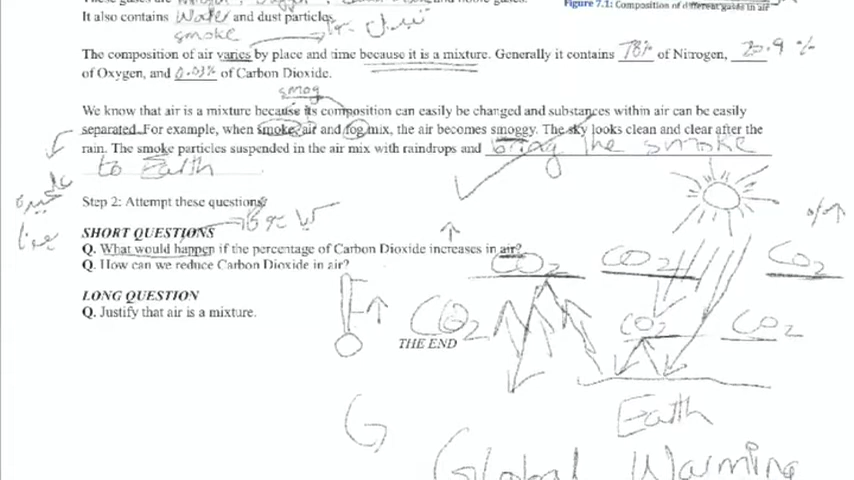 Figure 7.1: Composition of different gases in air
It also contains Water and dust particles.
smoke
The composition of air varies by place and time because it is a mixture. Generally it contains 78% of Nitrogen, 20.9 %
of Oxygen, and 0.03% of Carbon Dioxide.
smog
We know that air is a mixture because its composition can easily be changed and substances within air can be easily
separated. For example, when smoke, air and fog mix, the air becomes smoggy. The sky looks clean and clear after the
rain. The smoke particles suspended in the air mix with raindrops and bring the smoke
to Earth
Step 2: Attempt these questions:
SHORT QUESTIONS
Q. What would happen if the percentage of Carbon Dioxide increases in air?
Q. How can we reduce Carbon Dioxide in air?
CO2 CO2 CO2
LONG QUESTION
Q. Justify that air is a mixture.
CO2 CO2 CO2
THE END
Earth
G
Global Warming